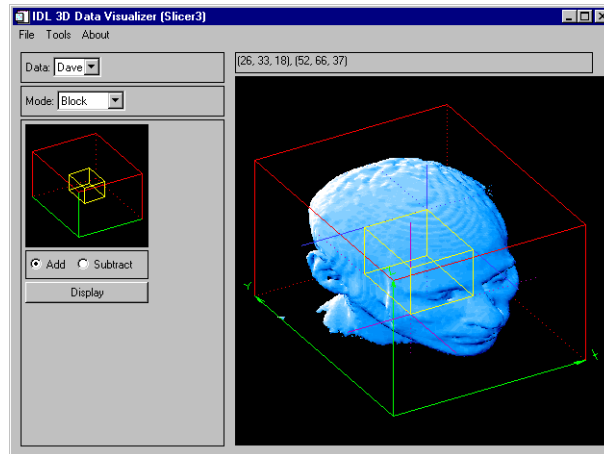 IDL 3D Data Visualizer (Slicer3)
File Tools About
Data: Dave
(26, 33, 18), (52, 66, 37)
Mode: Block
Add Subtract
Display
Y
X